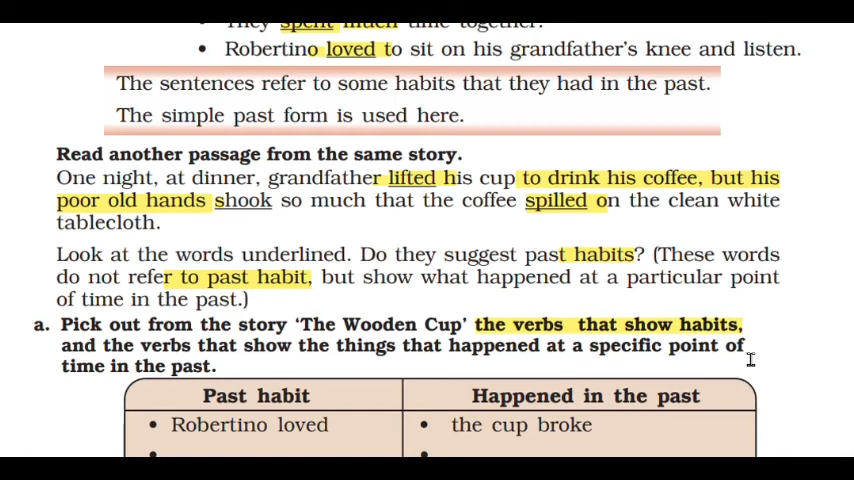 They spent much time together.
• Robertino loved to sit on his grandfather's knee and listen.
The sentences refer to some habits that they had in the past.
The simple past form is used here.
Read another passage from the same story.
One night, at dinner, grandfather lifted his cup to drink his coffee, but his
poor old hands shook so much that the coffee spilled on the clean white
tablecloth.
Look at the words underlined. Do they suggest past habits? (These words
do not refer to past habit, but show what happened at a particular point
of time in the past.)
a. Pick out from the story 'The Wooden Cup' the verbs that show habits,
and the verbs that show the things that happened at a specific point of
time in the past.
Past habit Happened in the past
• Robertino loved • the cup broke